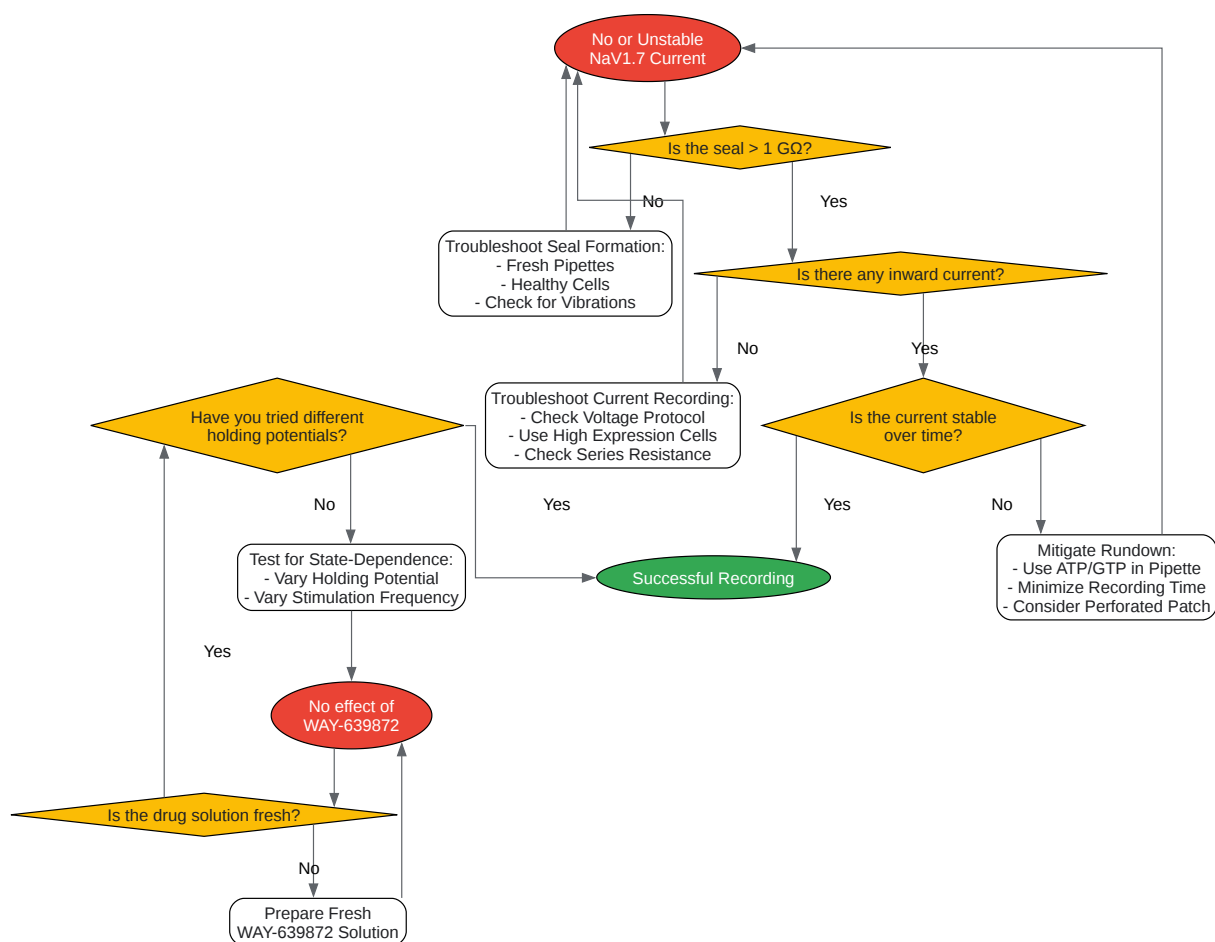 No or Unstable
NaV1.7 Current
Is the seal > 1 GΩ?
No
Yes
Troubleshoot Seal Formation:
- Fresh Pipettes
- Healthy Cells
- Check for Vibrations
Is there any inward current?
No
Yes
Troubleshoot Current Recording:
- Check Voltage Protocol
- Use High Expression Cells
- Check Series Resistance
Is the current stable
over time?
Have you tried different
holding potentials?
No
Yes
Yes
No
Test for State-Dependence:
- Vary Holding Potential
- Vary Stimulation Frequency
Successful Recording
Mitigate Rundown:
- Use ATP/GTP in Pipette
- Minimize Recording Time
- Consider Perforated Patch
Yes
No effect of
WAY-639872
Is the drug solution fresh?
No
Prepare Fresh
WAY-639872 Solution